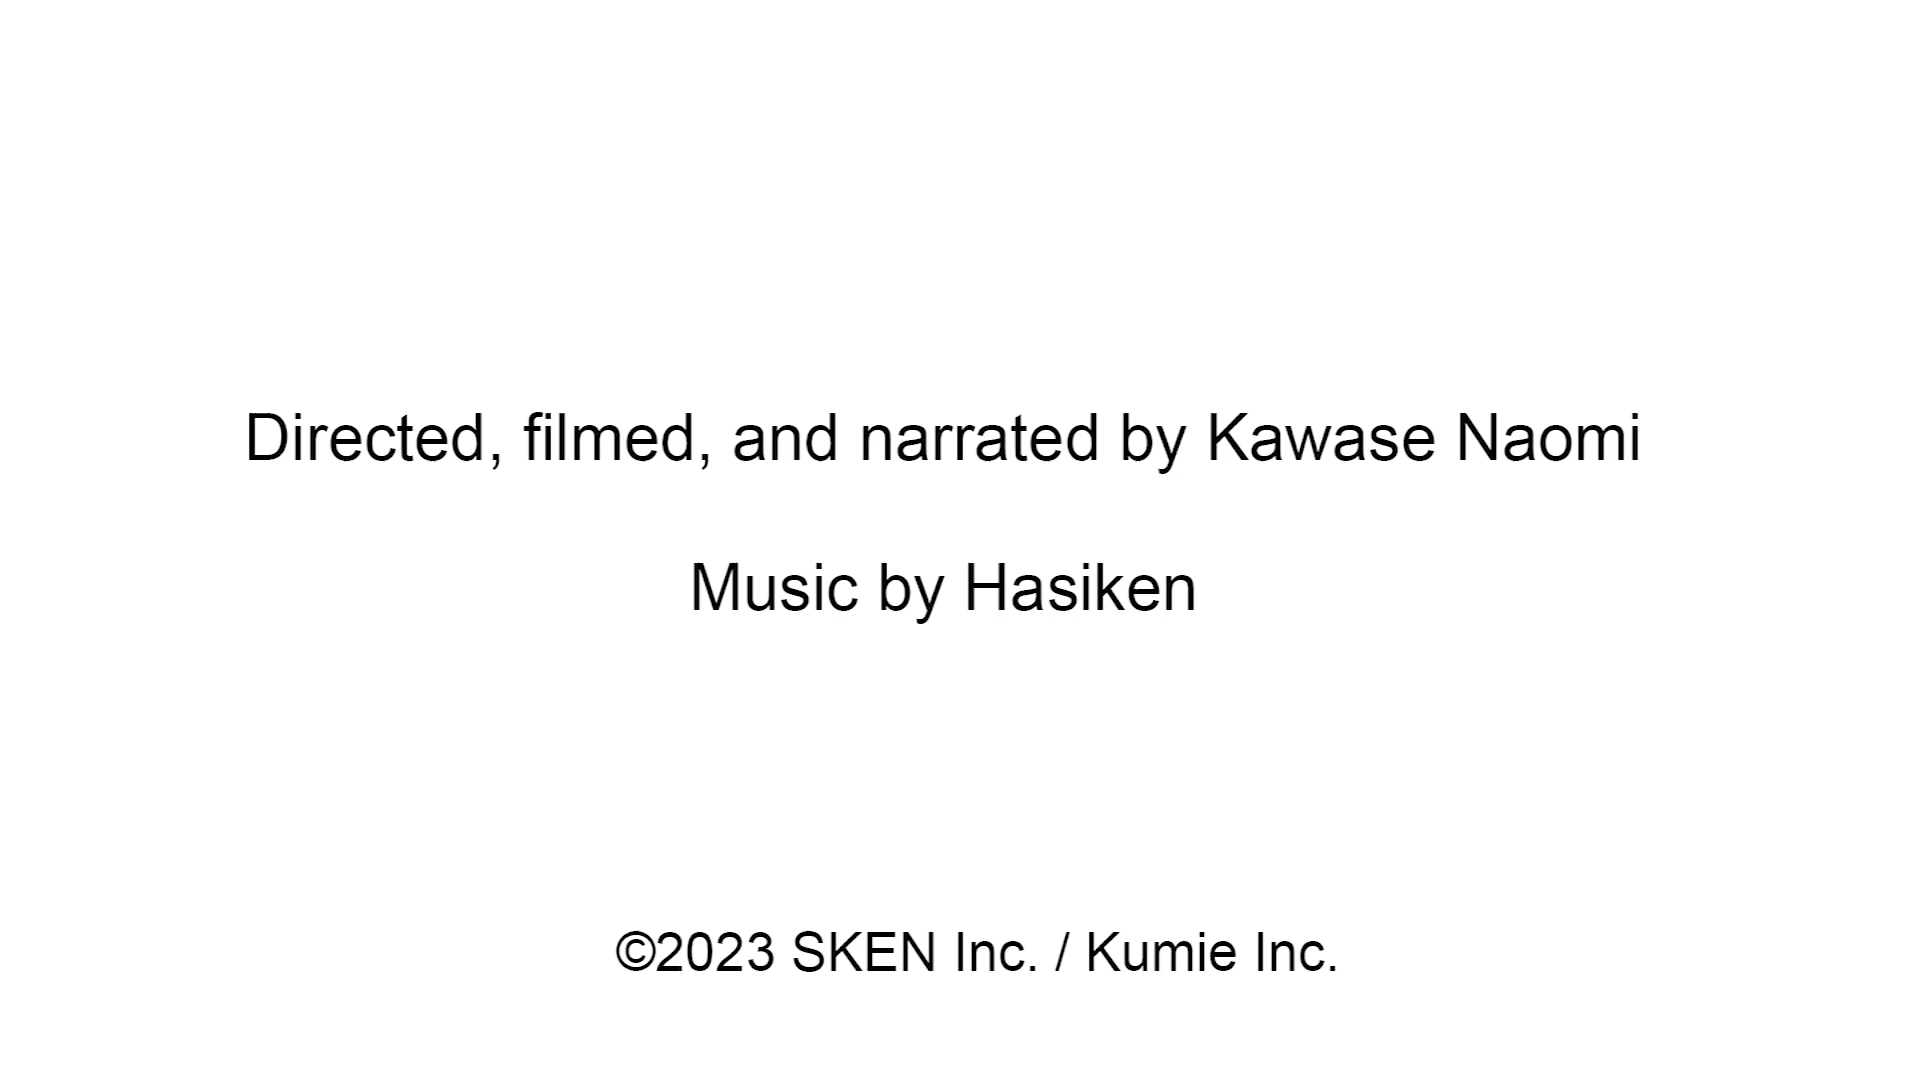 Directed, filmed, and narrated by Kawase Naomi
Music by Hasiken
©2023 SKEN Inc. / Kumie Inc.